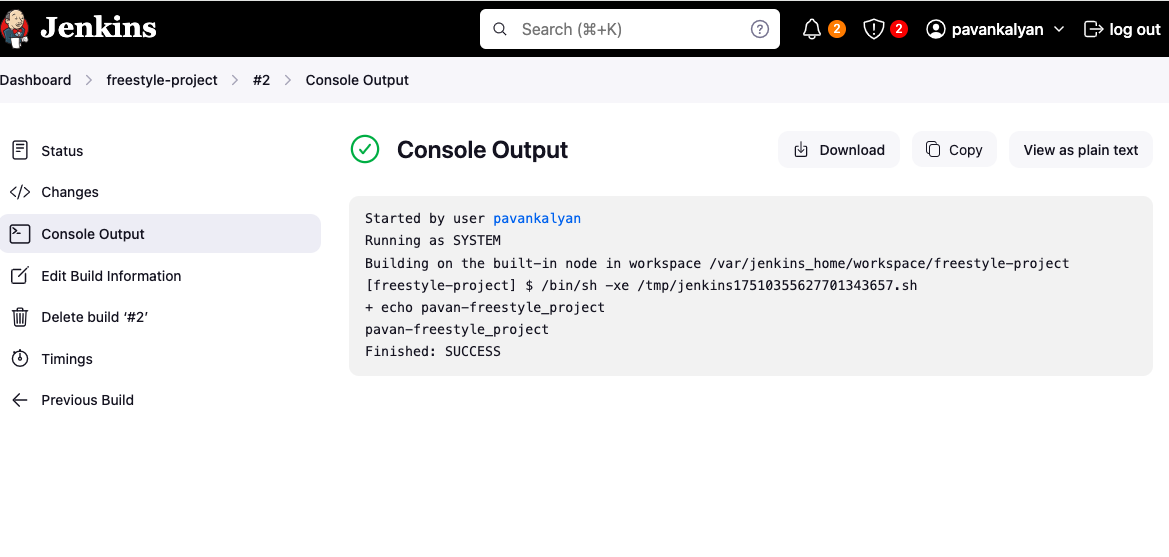 Jenkins
Search (⌘+K)
2
2
pavankalyan
log out
Dashboard > freestyle-project > #2 > Console Output
Status
Changes
Console Output
Edit Build Information
Delete build ‘#2’
Timings
Previous Build
Console Output
Download
Copy
View as plain text
Started by user pavankalyan
Running as SYSTEM
Building on the built-in node in workspace /var/jenkins_home/workspace/freestyle-project
[freestyle-project] $ /bin/sh -xe /tmp/jenkins17510355627701343657.sh
+ echo pavan-freestyle_project
pavan-freestyle_project
Finished: SUCCESS